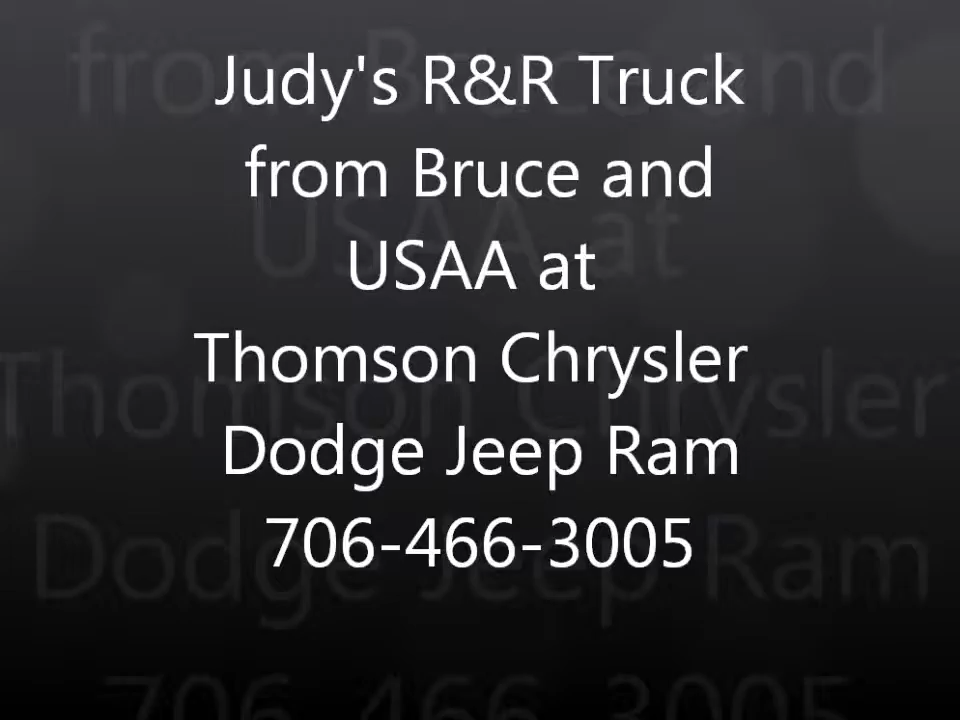 Judy's R&R Truck
from Bruce and
USAA at
Thomson Chrysler
Dodge Jeep Ram
706-466-3005